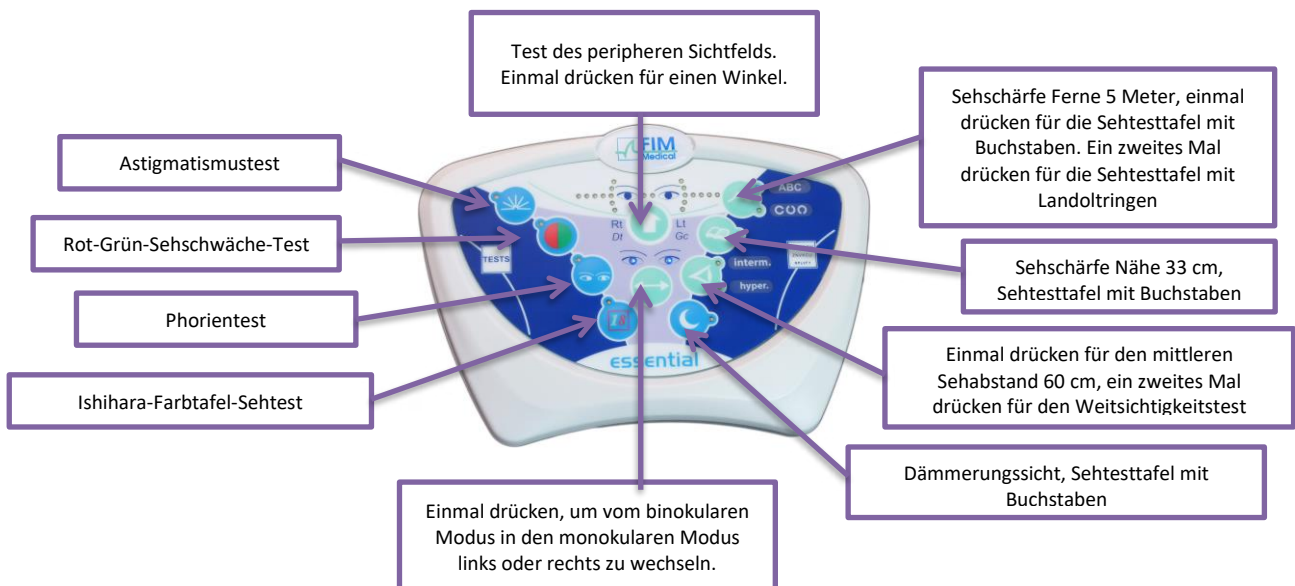 Test des peripheren Sichtfelds.
Einmal drücken für einen Winkel.
Sehschärfe Ferne 5 Meter, einmal
drücken für die Sehtesttafel mit
Buchstaben. Ein zweites Mal
drücken für die Sehtesttafel mit
Landoltringen
Astigmatismustest
Rot-Grün-Sehschwäche-Test
Phorientest
Ishihara-Farbtafel-Sehtest
Sehschärfe Nähe 33 cm,
Sehtesttafel mit Buchstaben
Einmal drücken für den mittleren
Sehabstand 60 cm, ein zweites Mal
drücken für den Weitsichtigkeitstest
Dämmerungssicht, Sehtesttafel mit
Buchstaben
Einmal drücken, um vom binokularen
Modus in den monokularen Modus
links oder rechts zu wechseln.
FIM
Medical
ABC
Rt Lt
Dt Gc
TESTS
interm.
hyper.
18
essential